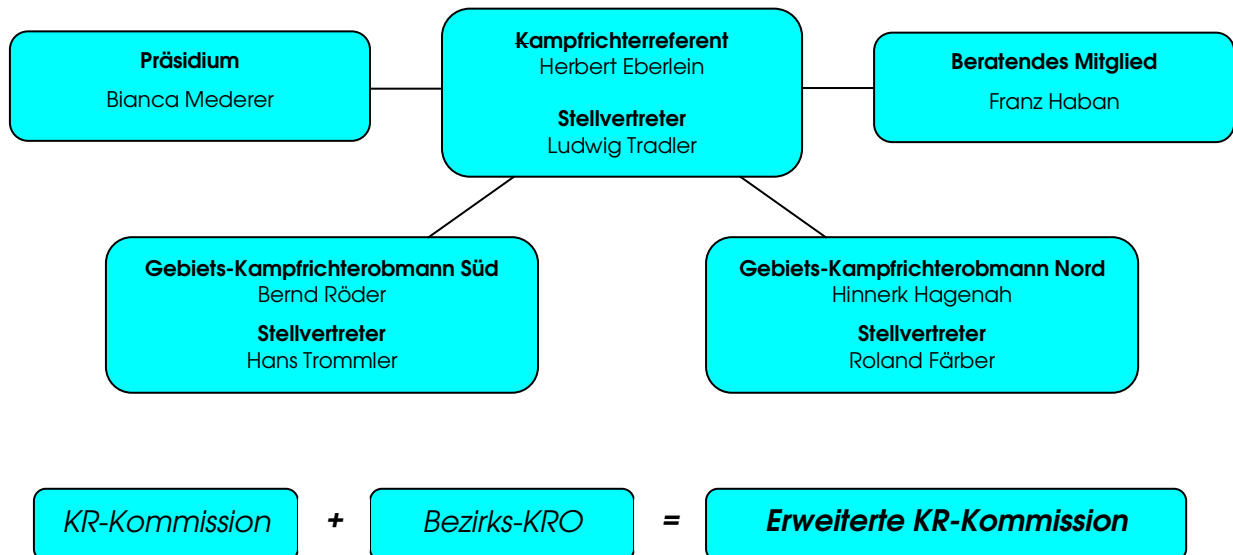 Präsidium
Bianca Mederer
Kampfrichterreferent
Herbert Eberlein
Stellvertreter
Ludwig Tradler
Beratendes Mitglied
Franz Haban
Gebiets-Kampfrichterobmann Süd
Bernd Röder
Stellvertreter
Hans Trommler
Gebiets-Kampfrichterobmann Nord
Hinnerk Hagenah
Stellvertreter
Roland Färber
KR-Kommission + Bezirks-KRO = Erweiterte KR-Kommission